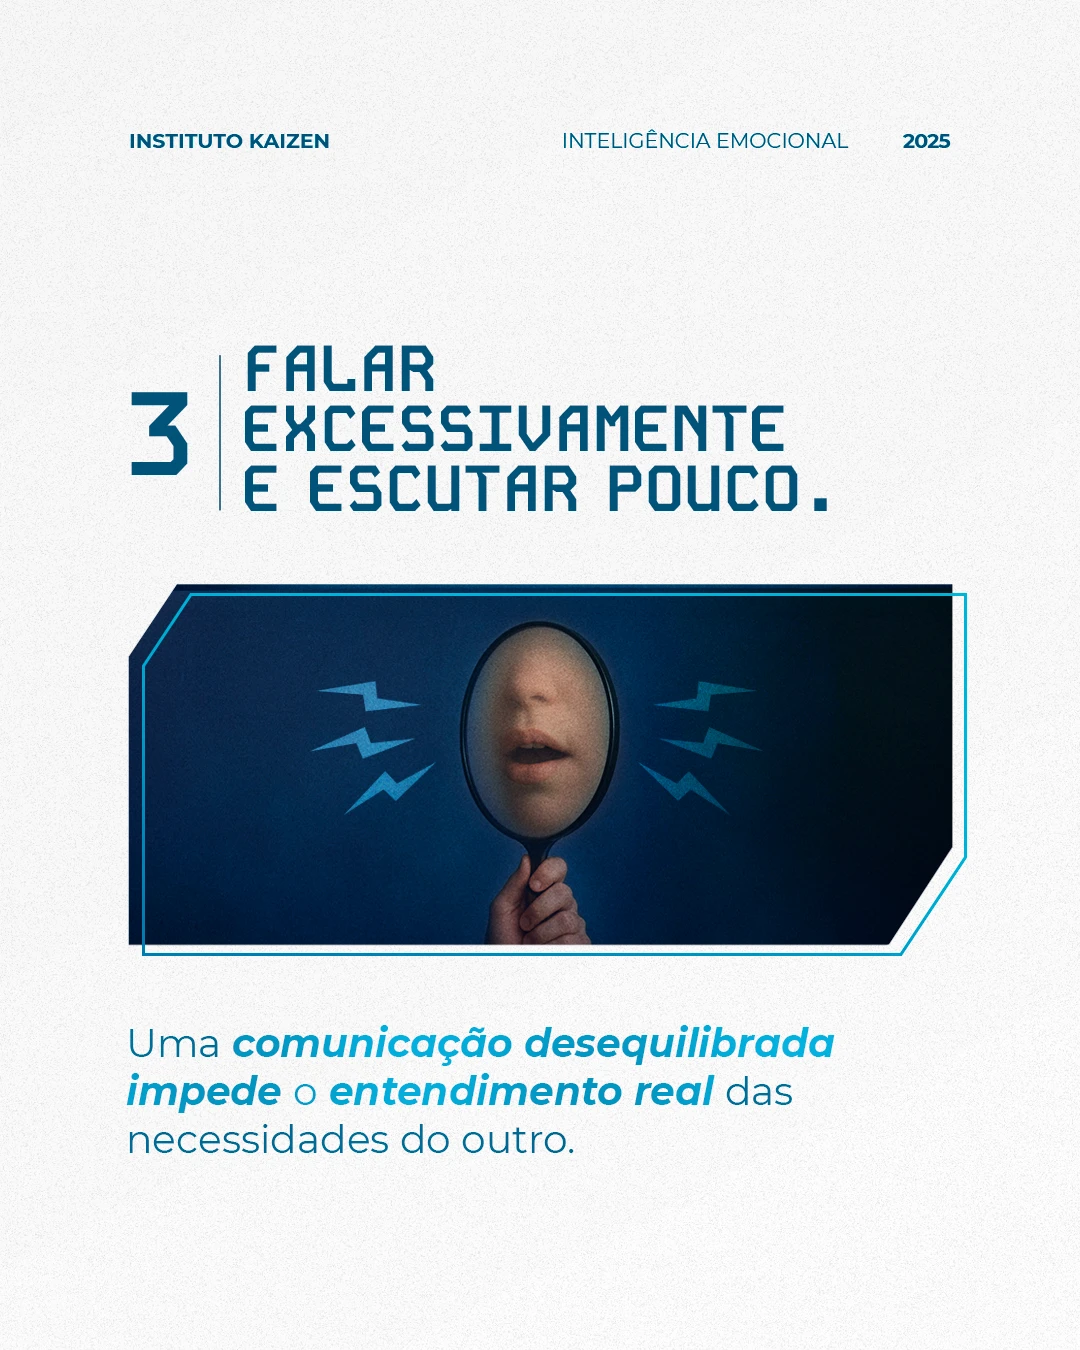 INSTITUTO KAIZEN INTELIGÊNCIA EMOCIONAL 2025
3 FALAR
EXCESSIVAMENTE
E ESCUTAR POUCO.
Uma comunicação desequilibrada
impede o entendimento real das
necessidades do outro.